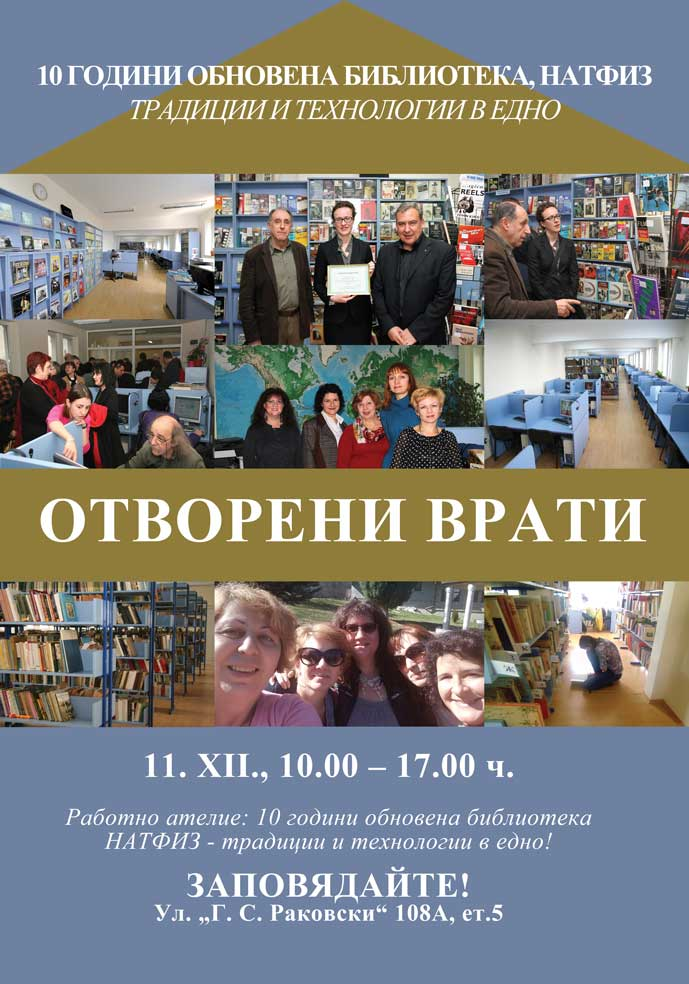 10 ГОДИНИ ОБНОВЕНА БИБЛИОТЕКА, НАТФИЗ
ТРАДИЦИИ И ТЕХНОЛОГИИ В ЕДНО
REELS
ОТВОРЕНИ ВРАТИ
Ж
11. XII., 10.00 – 17.00 ч.
Работно ателие: 10 години обновена библиотека
НАТФИЗ - традиции и технологии в едно!
ЗАПОВЯДАЙТЕ!
Ул. „Г. С. Раковски“ 108А, ет.5